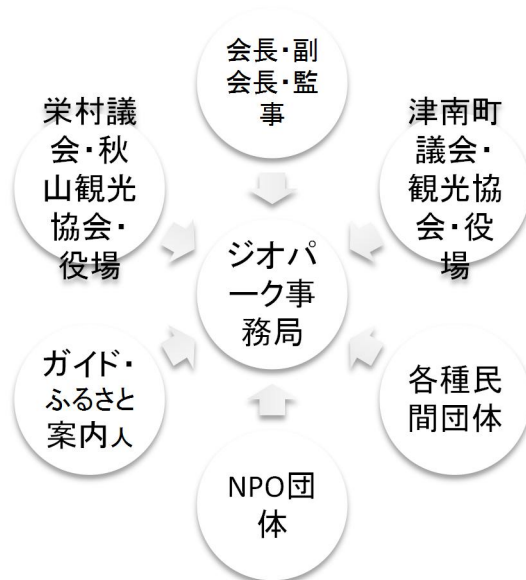 会長・副
会長・監
事
栄村議
会・秋
山観光
協会・
役場
津南町
議会・
観光協
会・役
場
ジオパ
ーク事
務局
ガイド・
ふるさと
案内人
各種民
間団体
NPO団
体